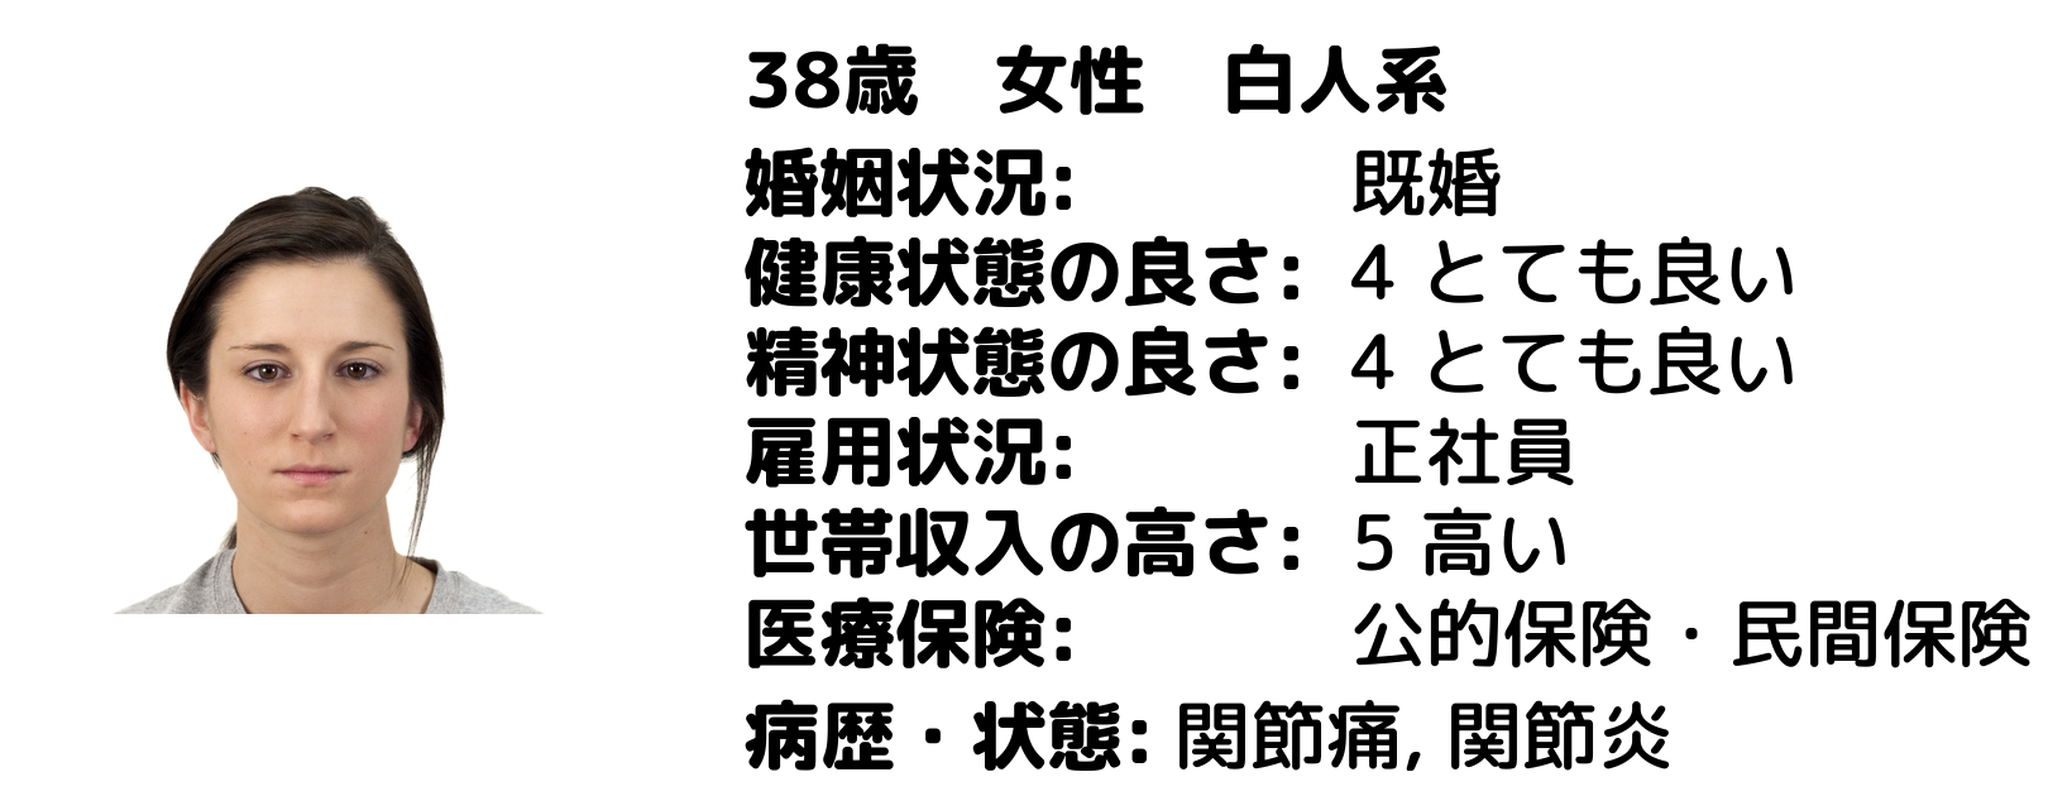 38歳　女性　白人系
婚姻状況: 既婚
健康状態の良さ: 4 とても良い
精神状態の良さ: 4 とても良い
雇用状況: 正社員
世帯収入の高さ: 5 高い
医療保険: 公的保険・民間保険
病歴・状態: 関節痛, 関節炎